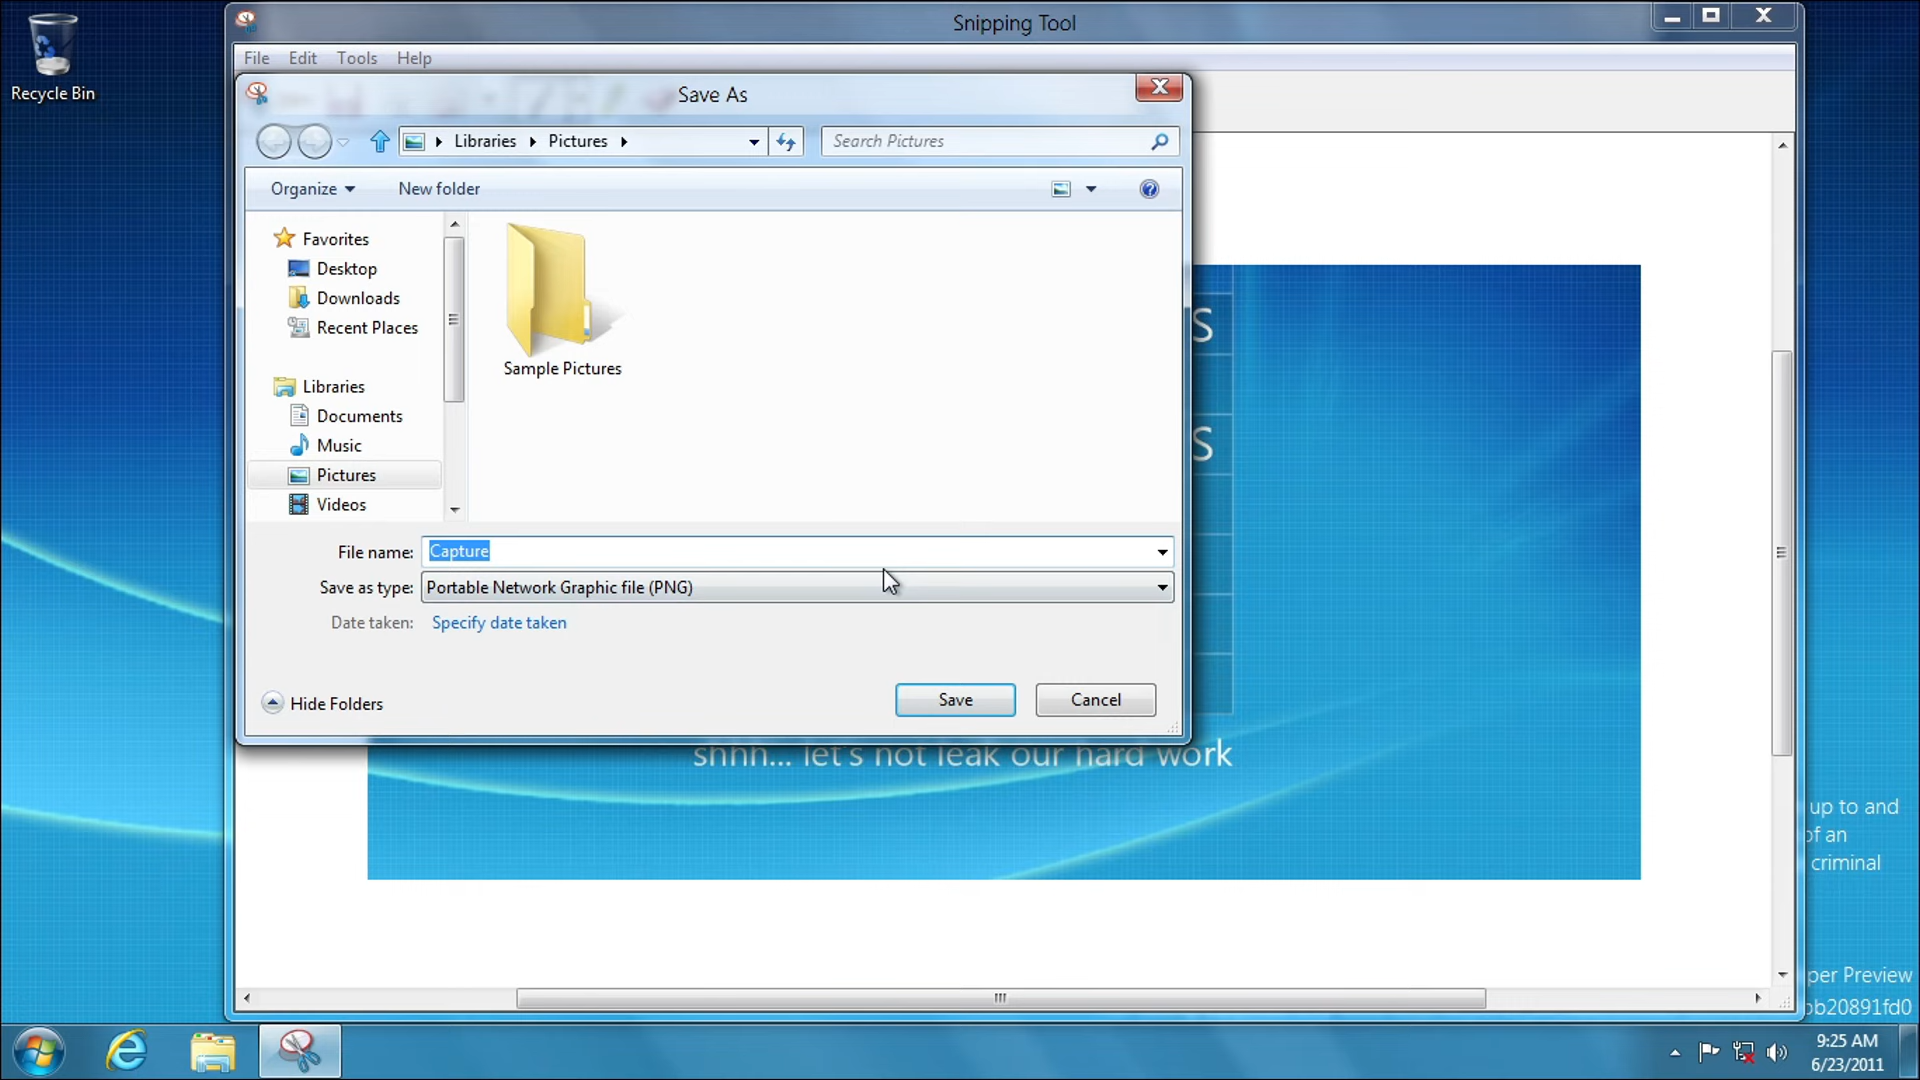 Snipping Tool
Recycle Bin
File Edit Tools Help
Save As
Libraries Pictures
Search Pictures
Organize New folder
Favorites
Desktop
Downloads
Recent Places
Libraries
Documents
Music
Pictures
Videos
Sample Pictures
S
S
File name: Capture
Save as type: Portable Network Graphic file (PNG)
Date taken: Specify date taken
Hide Folders
Save Cancel
shhh... let's not leak our hard work
up to and
of an
criminal
per Preview
bb20891fd0
9:25 AM
6/23/2011